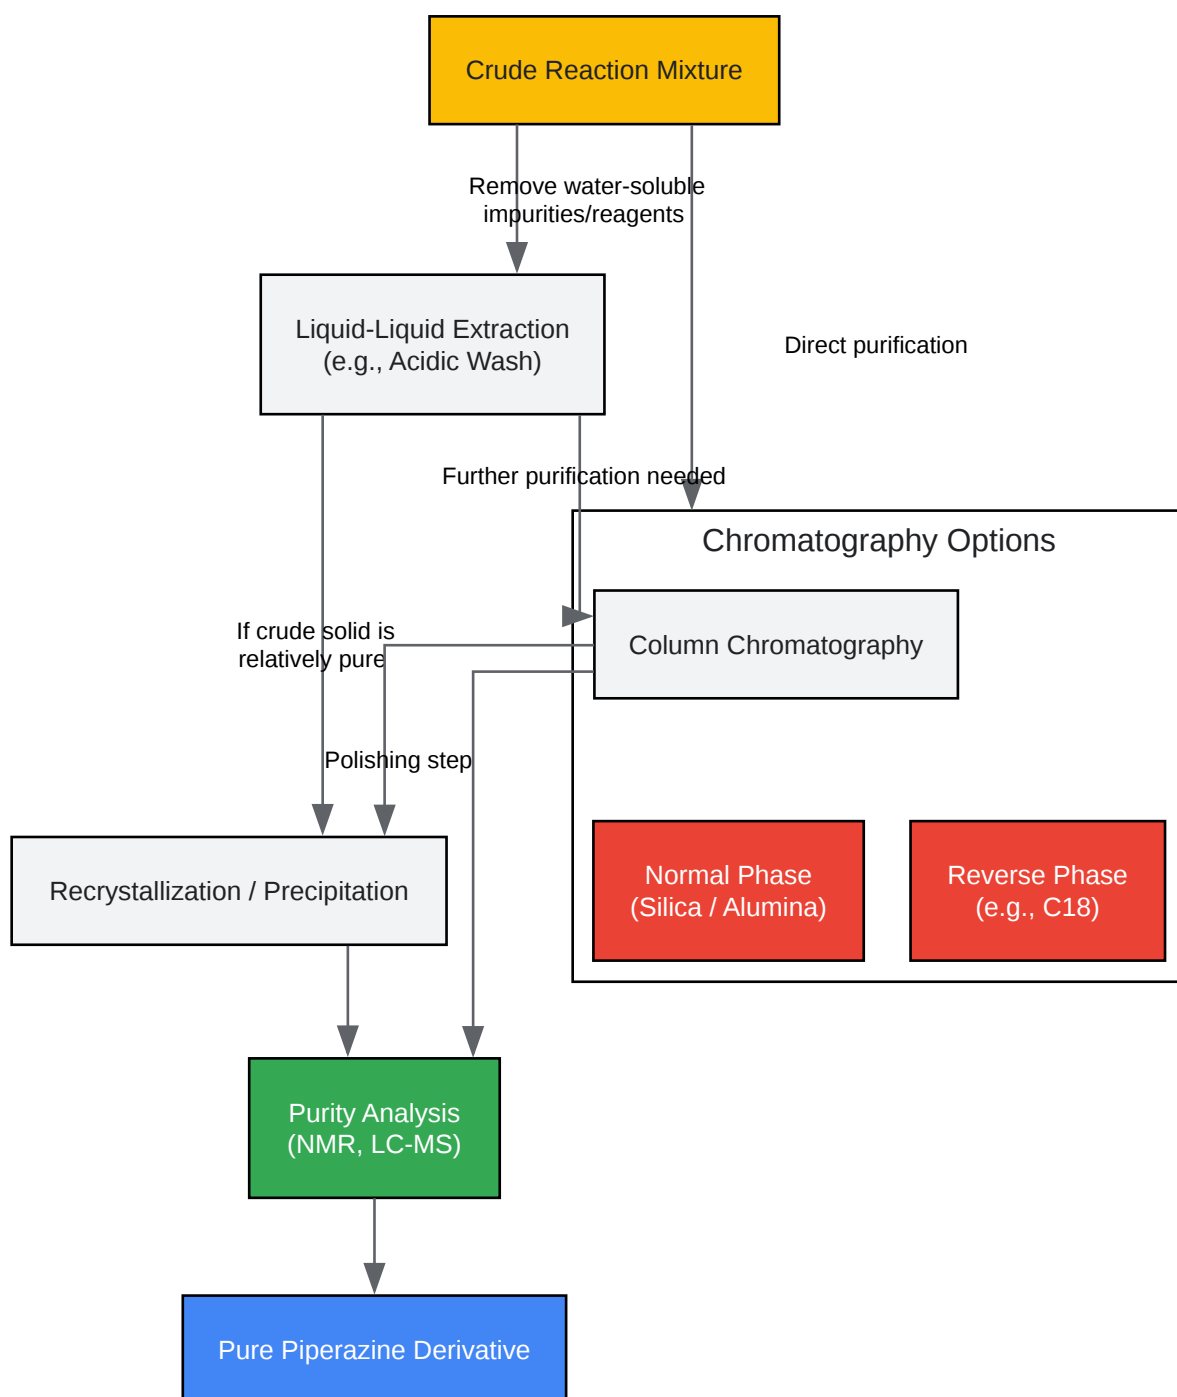 Crude Reaction Mixture
Remove water-soluble
impurities/reagents
Liquid-Liquid Extraction
(e.g., Acidic Wash)
Direct purification
Further purification needed
Chromatography Options
If crude solid is
relatively pure
Column Chromatography
Polishing step
Recrystallization / Precipitation
Normal Phase
(Silica / Alumina)
Reverse Phase
(e.g., C18)
Purity Analysis
(NMR, LC-MS)
Pure Piperazine Derivative